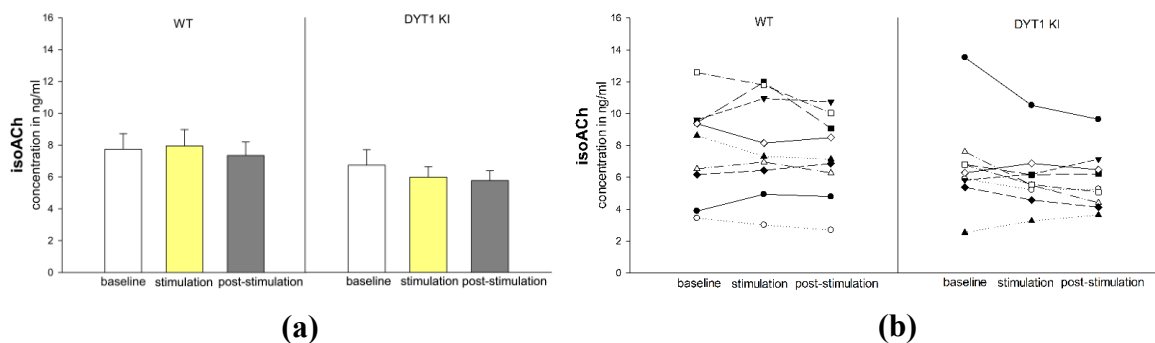 16
14
12
10
8
6
4
2
0
isoACh
concentration in ng/ml
WT
DYT1 KI
baseline stimulation post-stimulation baseline stimulation post-stimulation
(a)
16
14
12
10
8
6
4
2
0
isoACh
concentration in ng/ml
WT
DYT1 KI
baseline stimulation post-stimulation baseline stimulation post-stimulation
(b)